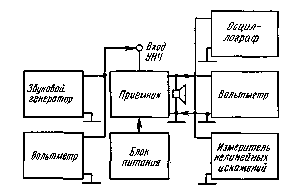 Вход
УНЧ
Осцил-
лограф
Звуковой
генератор
Приемник
Вольтметр
Вольтметр
Блок
питания
Измеритель
нелинейных
искажений